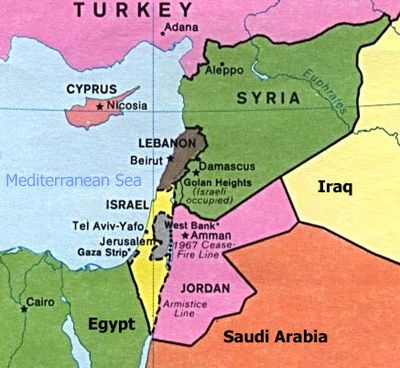 TURKEY
Adana
Aleppo
Euphrates
CYPRUS
Nicosia
SYRIA
LEBANON
Beirut
Damascus
Golan Heights
(Israeli
occupied)
Mediterranean Sea
Iraq
ISRAEL
Tel Aviv-Yafo
West Bank*
Jerusalem
Amman
Gaza Strip*
1967 Cease-
Fire Line
JORDAN
Cairo
Armistice
Line
Egypt
Saudi Arabia